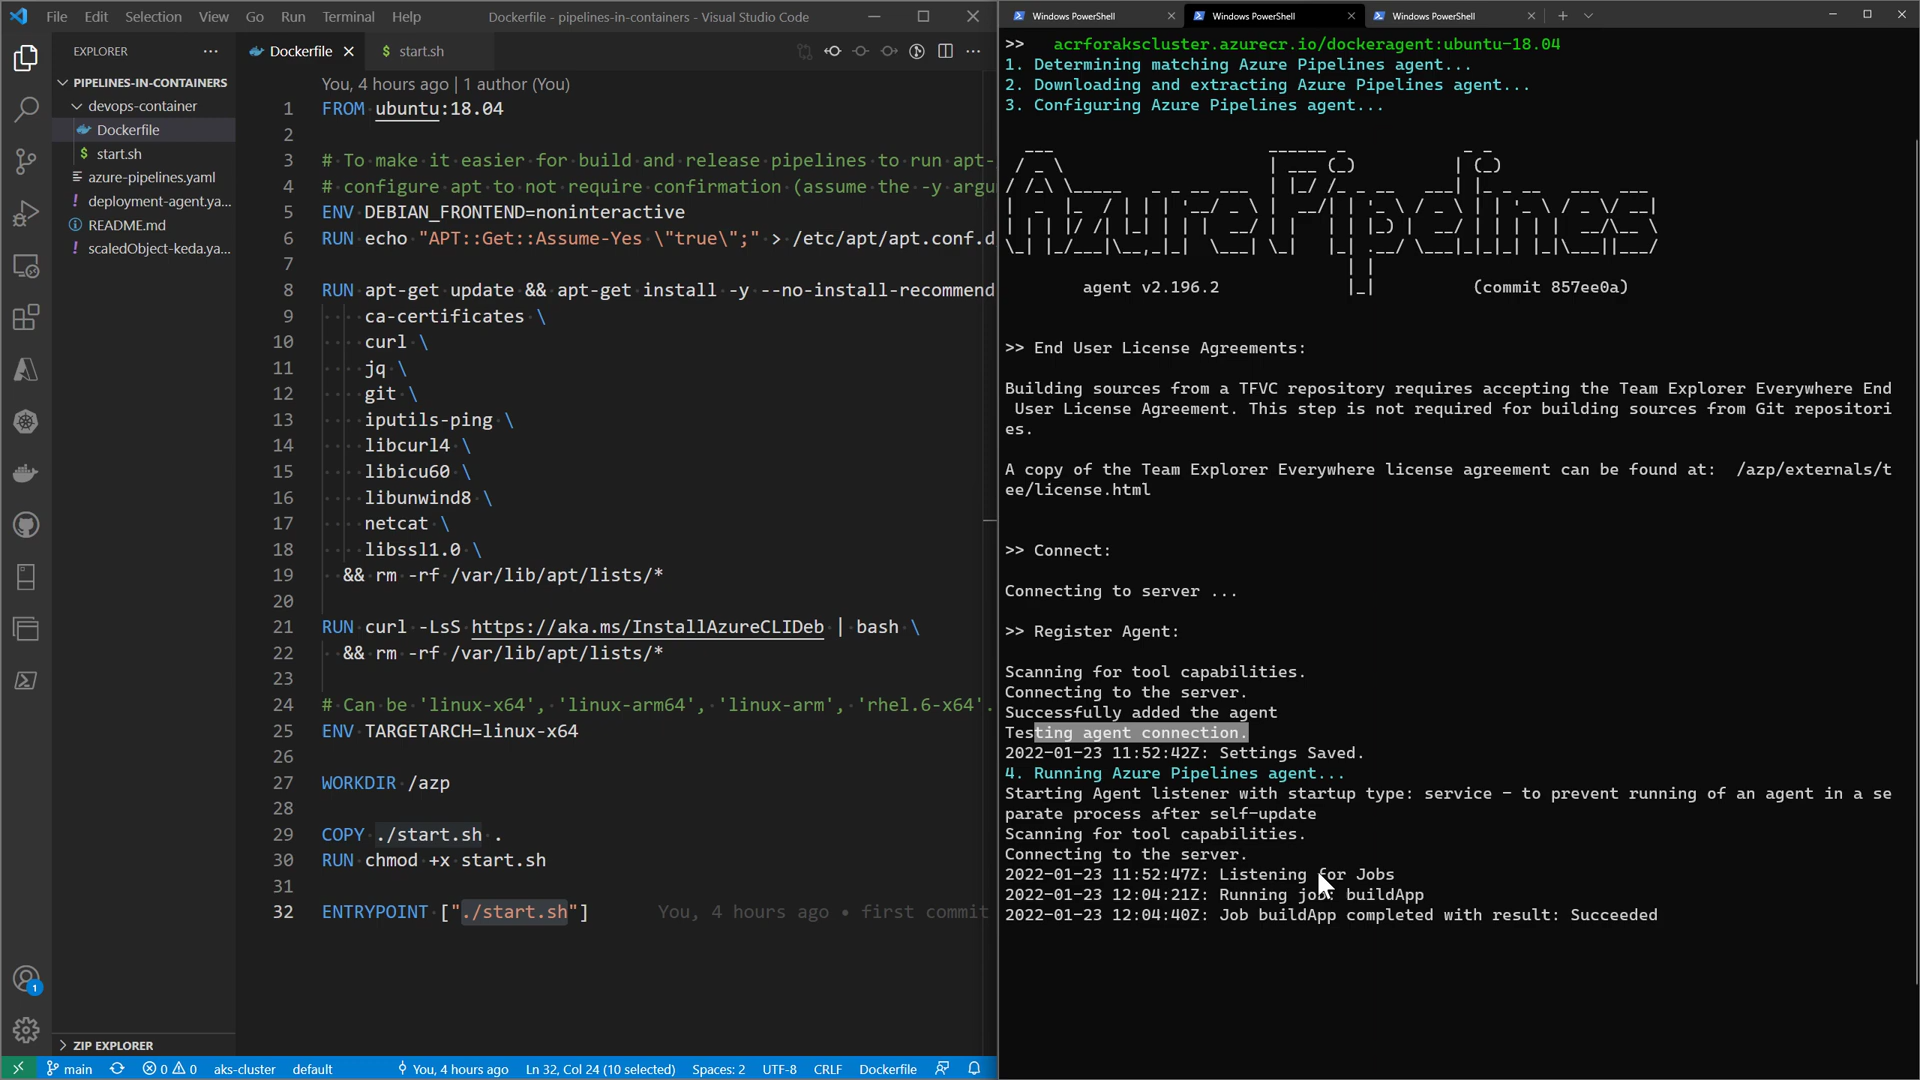 File Edit Selection View Go Run Terminal Help
Dockerfile - pipelines-in-containers - Visual Studio Code
EXPLORER
PIPELINES-IN-CONTAINERS
devops-container
Dockerfile
$ start.sh
azure-pipelines.yaml
! deployment-agent.ya...
README.md
! scaledObject-keda.ya...
ZIP EXPLORER
Dockerfile
$ start.sh
You, 4 hours ago | 1 author (You)
1 FROM ubuntu:18.04
2
3 # To make it easier for build and release pipelines to run apt-
4 # configure apt to not require confirmation (assume the -y argu
5 ENV DEBIAN_FRONTEND=noninteractive
6 RUN echo "APT::Get::Assume-Yes \"true\";" > /etc/apt/apt.conf.d
7
8 RUN apt-get update && apt-get install -y --no-install-recommend
9 ca-certificates \
10 curl \
11 jq \
12 git \
13 iputils-ping \
14 libcurl4 \
15 libicu60 \
16 libunwind8 \
17 netcat \
18 libssl1.0 \
19 && rm -rf /var/lib/apt/lists/*
20
21 RUN curl -LsS https://aka.ms/InstallAzureCLIDeb | bash \
22 && rm -rf /var/lib/apt/lists/*
23
24 # Can be 'linux-x64', 'linux-arm64', 'linux-arm', 'rhel.6-x64'.
25 ENV TARGETARCH=linux-x64
26
27 WORKDIR /azp
28
29 COPY ./start.sh .
30 RUN chmod +x start.sh
31
32 ENTRYPOINT ["./start.sh"] You, 4 hours ago • first commit
1
main 0 0 aks-cluster default You, 4 hours ago Ln 32, Col 24 (10 selected) Spaces: 2 UTF-8 CRLF Dockerfile
Windows PowerShell
Windows PowerShell
Windows PowerShell
>> acrforakscluster.azurecr.io/dockeragent:ubuntu-18.04
1. Determining matching Azure Pipelines agent...
2. Downloading and extracting Azure Pipelines agent...
3. Configuring Azure Pipelines agent...
Azure Pipelines
agent v2.196.2 (commit 857ee0a)
>> End User License Agreements:
Building sources from a TFVC repository requires accepting the Team Explorer Everywhere End
User License Agreement. This step is not required for building sources from Git repositori
es.
A copy of the Team Explorer Everywhere license agreement can be found at: /azp/externals/t
ee/license.html
>> Connect:
Connecting to server ...
>> Register Agent:
Scanning for tool capabilities.
Connecting to the server.
Successfully added the agent
Testing agent connection.
2022-01-23 11:52:42Z: Settings Saved.
4. Running Azure Pipelines agent...
Starting Agent listener with startup type: service - to prevent running of an agent in a se
parate process after self-update
Scanning for tool capabilities.
Connecting to the server.
2022-01-23 11:52:47Z: Listening for Jobs
2022-01-23 12:04:21Z: Running job: buildApp
2022-01-23 12:04:40Z: Job buildApp completed with result: Succeeded